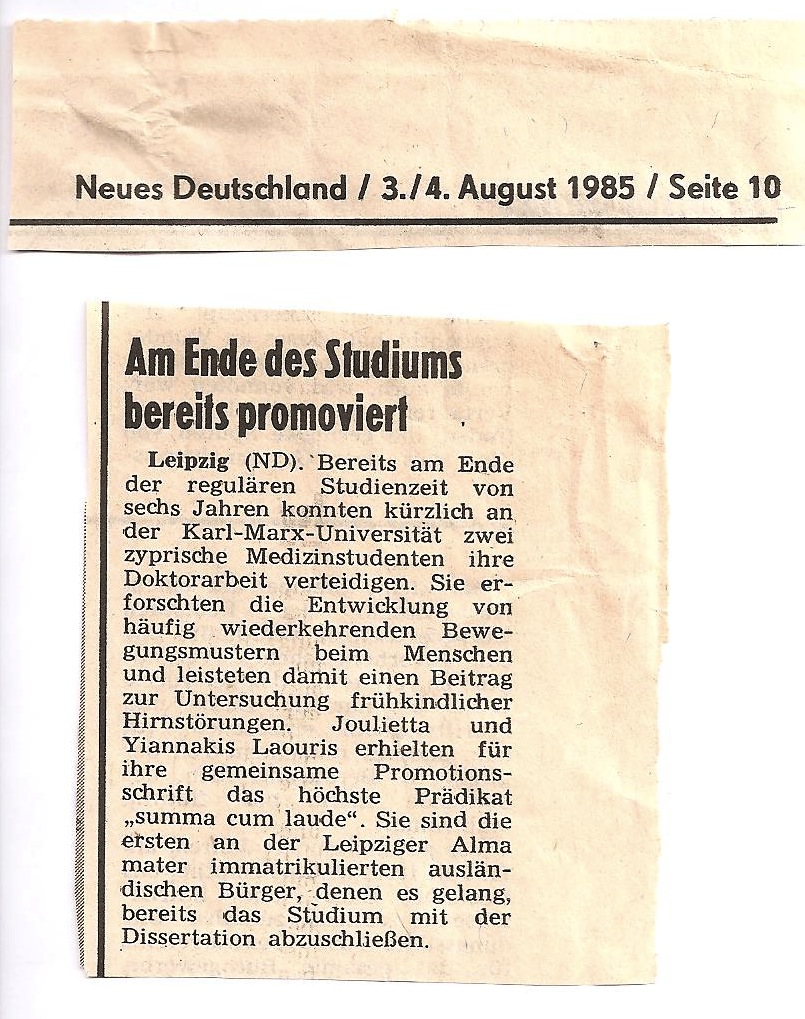 Neues Deutschland / 3./4. August 1985 / Seite 10
Am Ende des Studiums
bereits promoviert
Leipzig (ND). Bereits am Ende
der regulären Studienzeit von
sechs Jahren konnten kürzlich an
der Karl-Marx-Universität zwei
zyprische Medizinstudenten ihre
Doktorarbeit verteidigen. Sie er-
forschten die Entwicklung von
häufig wiederkehrenden Bewe-
gungsmustern beim Menschen
und leisteten damit einen Beitrag
zur Untersuchung frühkindlicher
Hirnstörungen. Joulietta und
Yiannakis Laouris erhielten für
ihre gemeinsame Promotions-
schrift das höchste Prädikat
„summa cum laude“. Sie sind die
ersten an der Leipziger Alma
mater immatrikulierten auslän-
dischen Bürger, denen es gelang,
bereits das Studium mit der
Dissertation abzuschließen.